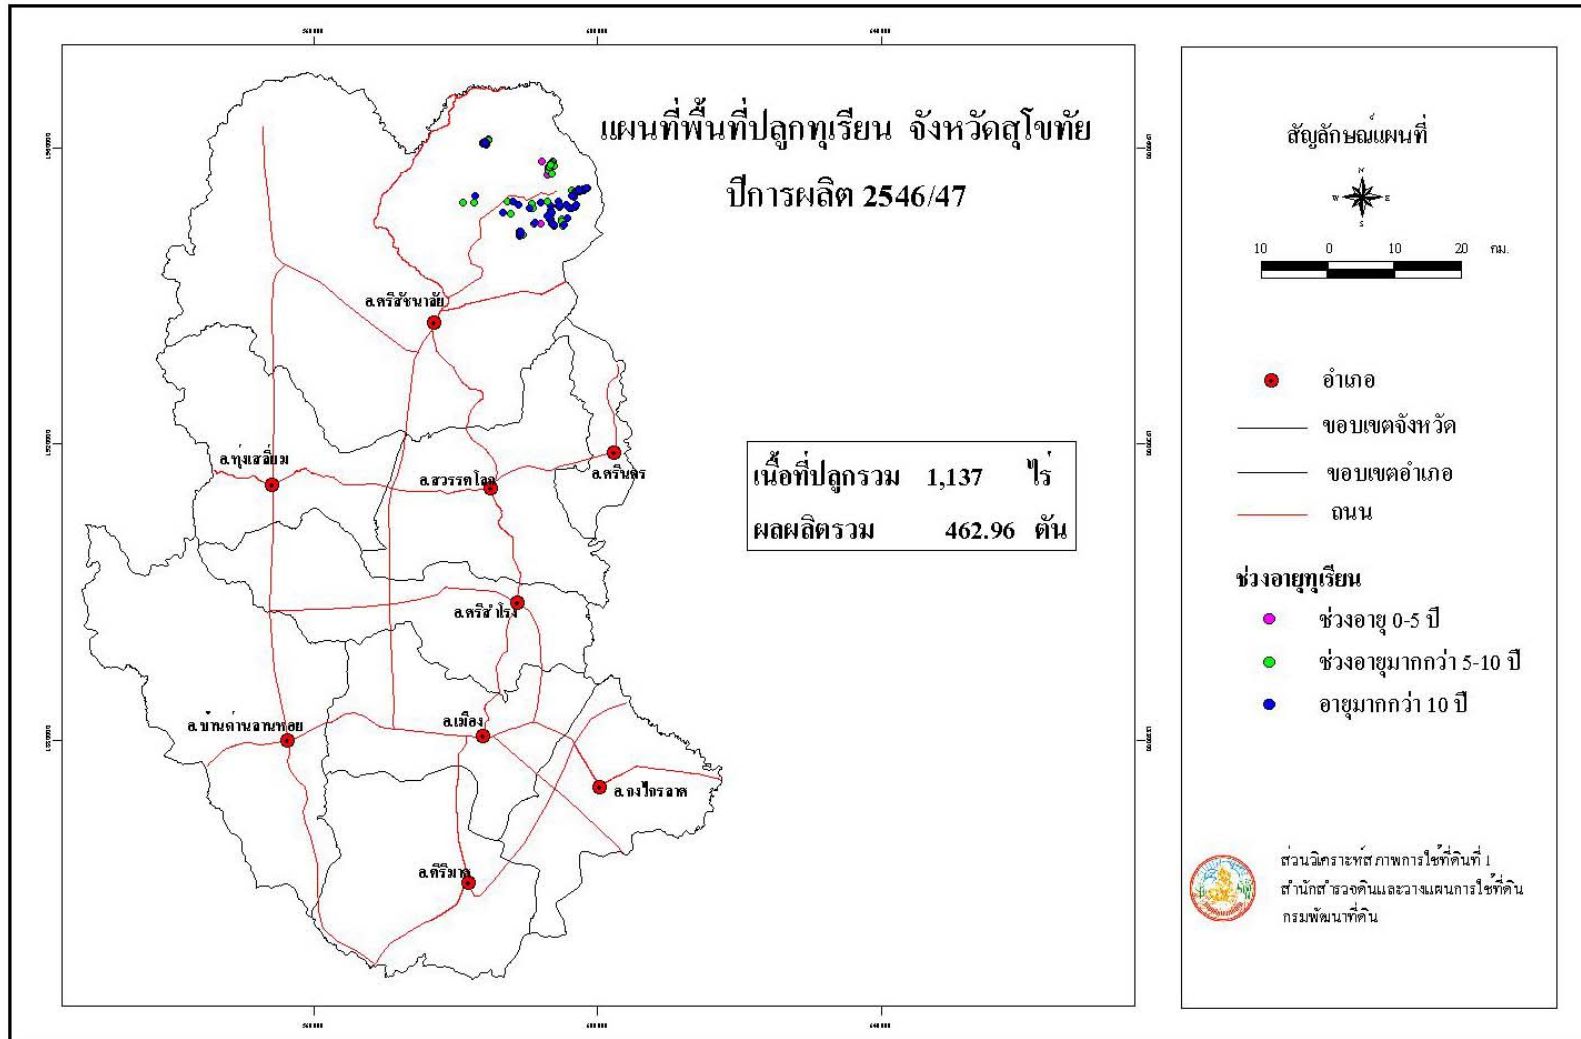 แผนที่พื้นที่ปลูกทุเรียน จังหวัดสุโขทัย
ปีการผลิต 2546/47
อ.ศรีสัชนาลัย
อ.ทุ่งเสลี่ยม
อ.สวรรคโลก
อ.ศรีนคร
อ.ศรีสำโรง
อ.บ้านด่านลานหอย
อ.เมือง
อ.กงไกรลาศ
อ.คีรีมาศ
เนื้อที่ปลูกรวม 1,137 ไร่
ผลผลิตรวม 462.96 ตัน
สัญลักษณ์แผนที่
N
W E
S
10 0 10 20 กม.
อำเภอ
ขอบเขตจังหวัด
ขอบเขตอำเภอ
ถนน
ช่วงอายุทุเรียน
ช่วงอายุ 0-5 ปี
ช่วงอายุมากกว่า 5-10 ปี
อายุมากกว่า 10 ปี
ส่วนวิเคราะห์สภาพการใช้ที่ดินที่ 1
สำนักสำรวจดินและวางแผนการใช้ที่ดิน
กรมพัฒนาที่ดิน